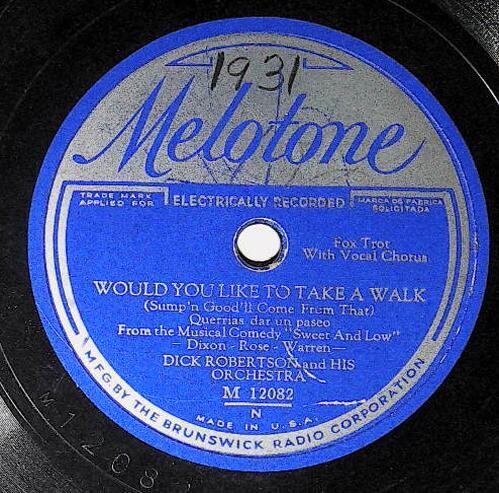 1931
Melotone
TRADE MARK
APPLIED FOR
ELECTRICALLY RECORDED
MARCA DE FABRICA
SOLICITADA
Fox Trot
With Vocal Chorus
WOULD YOU LIKE TO TAKE A WALK
(Sump'n Good'll Come From That)
Querrias dar un paseo
From the Musical Comedy "Sweet And Low"
- Dixon - Rose - Warren -
DICK ROBERTSON and HIS
ORCHESTRA
M 12082
N
MADE IN U.S.A.
MFG. BY THE BRUNSWICK RADIO CORPORATION
M1208